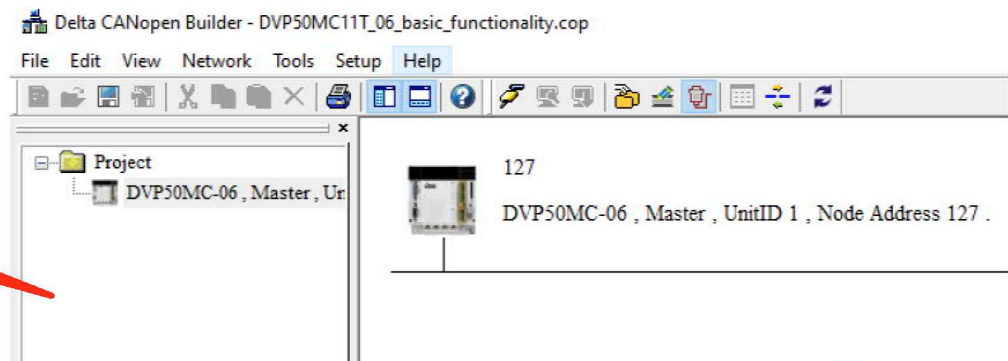 Delta CANopen Builder - DVP50MC11T_06_basic_functionality.cop
File Edit View Network Tools Setup Help
Project
DVP50MC-06 , Master , Un
127
DVP50MC-06 , Master , UnitID 1 , Node Address 127 .